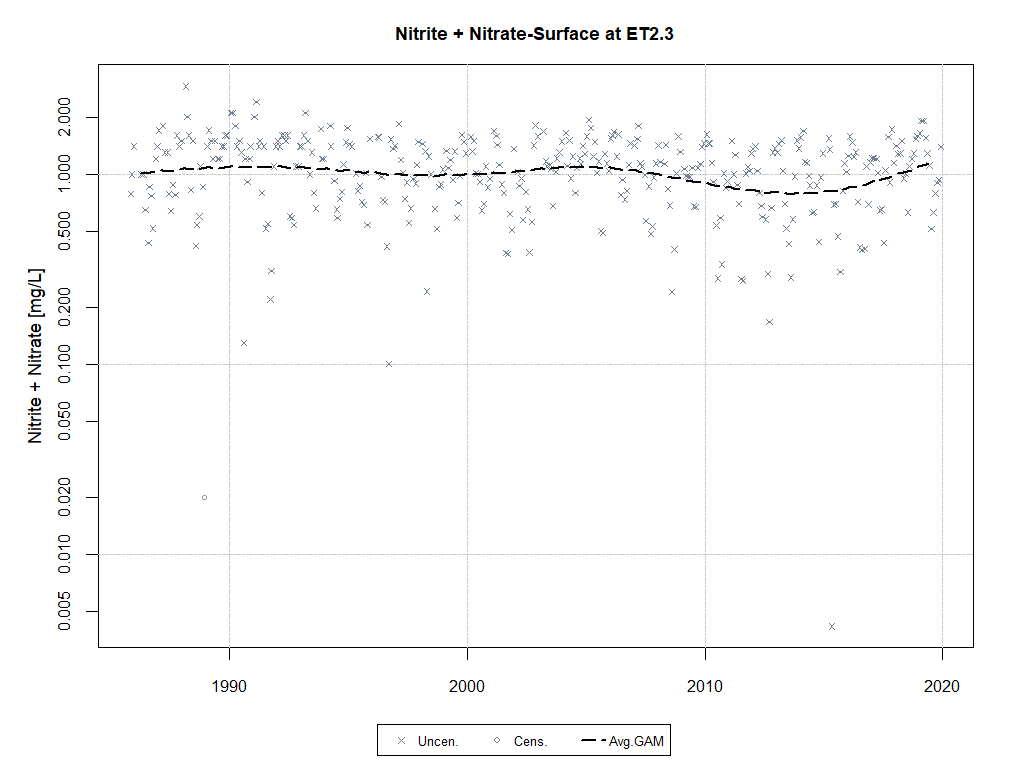 Nitrite + Nitrate-Surface at ET2.3
Nitrite + Nitrate [mg/L]
2.000
1.000
0.500
0.200
0.100
0.050
0.020
0.010
0.005
1990 2000 2010 2020
Uncen. Cens. Avg.GAM